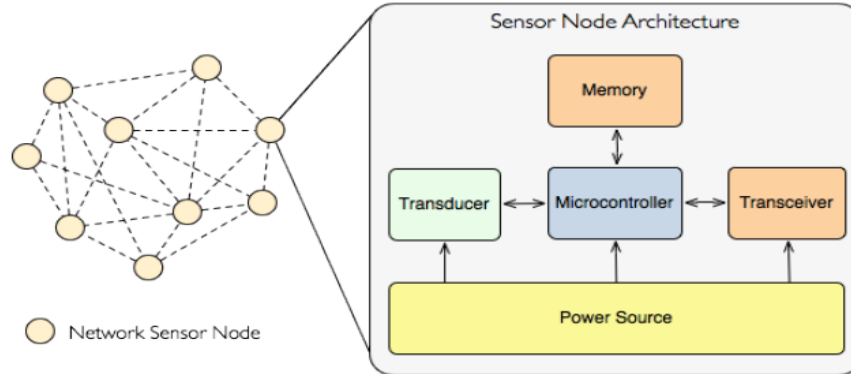 Sensor Node Architecture
Memory
Transducer
Microcontroller
Transceiver
Power Source
Network Sensor Node